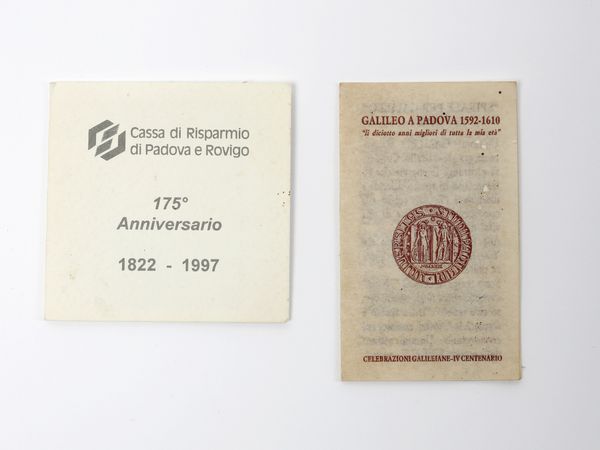 Cassa di Risparmio
di Padova e Rovigo
175°
Anniversario
1822 - 1997
GALILEO A PADOVA 1592-1610
"li diciotto anni migliori di tutta la mia età"
CELEBRAZIONI GALILEIANE-IV CENTENARIO